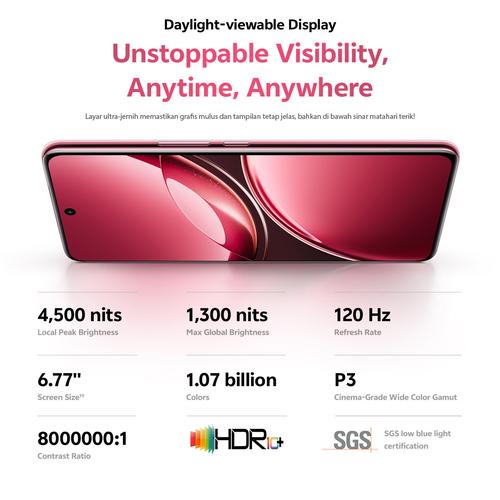 Daylight-viewable Display
Unstoppable Visibility,
Anytime, Anywhere
Layar ultra-jernih memastikan grafis mulus dan tampilan tetap jelas, bahkan di bawah sinar matahari terik!
4,500 nits
Local Peak Brightness
1,300 nits
Max Global Brightness
120 Hz
Refresh Rate
6.77"
Screen Size
1.07 billion
Colors
P3
Cinema-Grade Wide Color Gamut
8000000:1
Contrast Ratio
HDR10+
SGS
SGS low blue light
certification